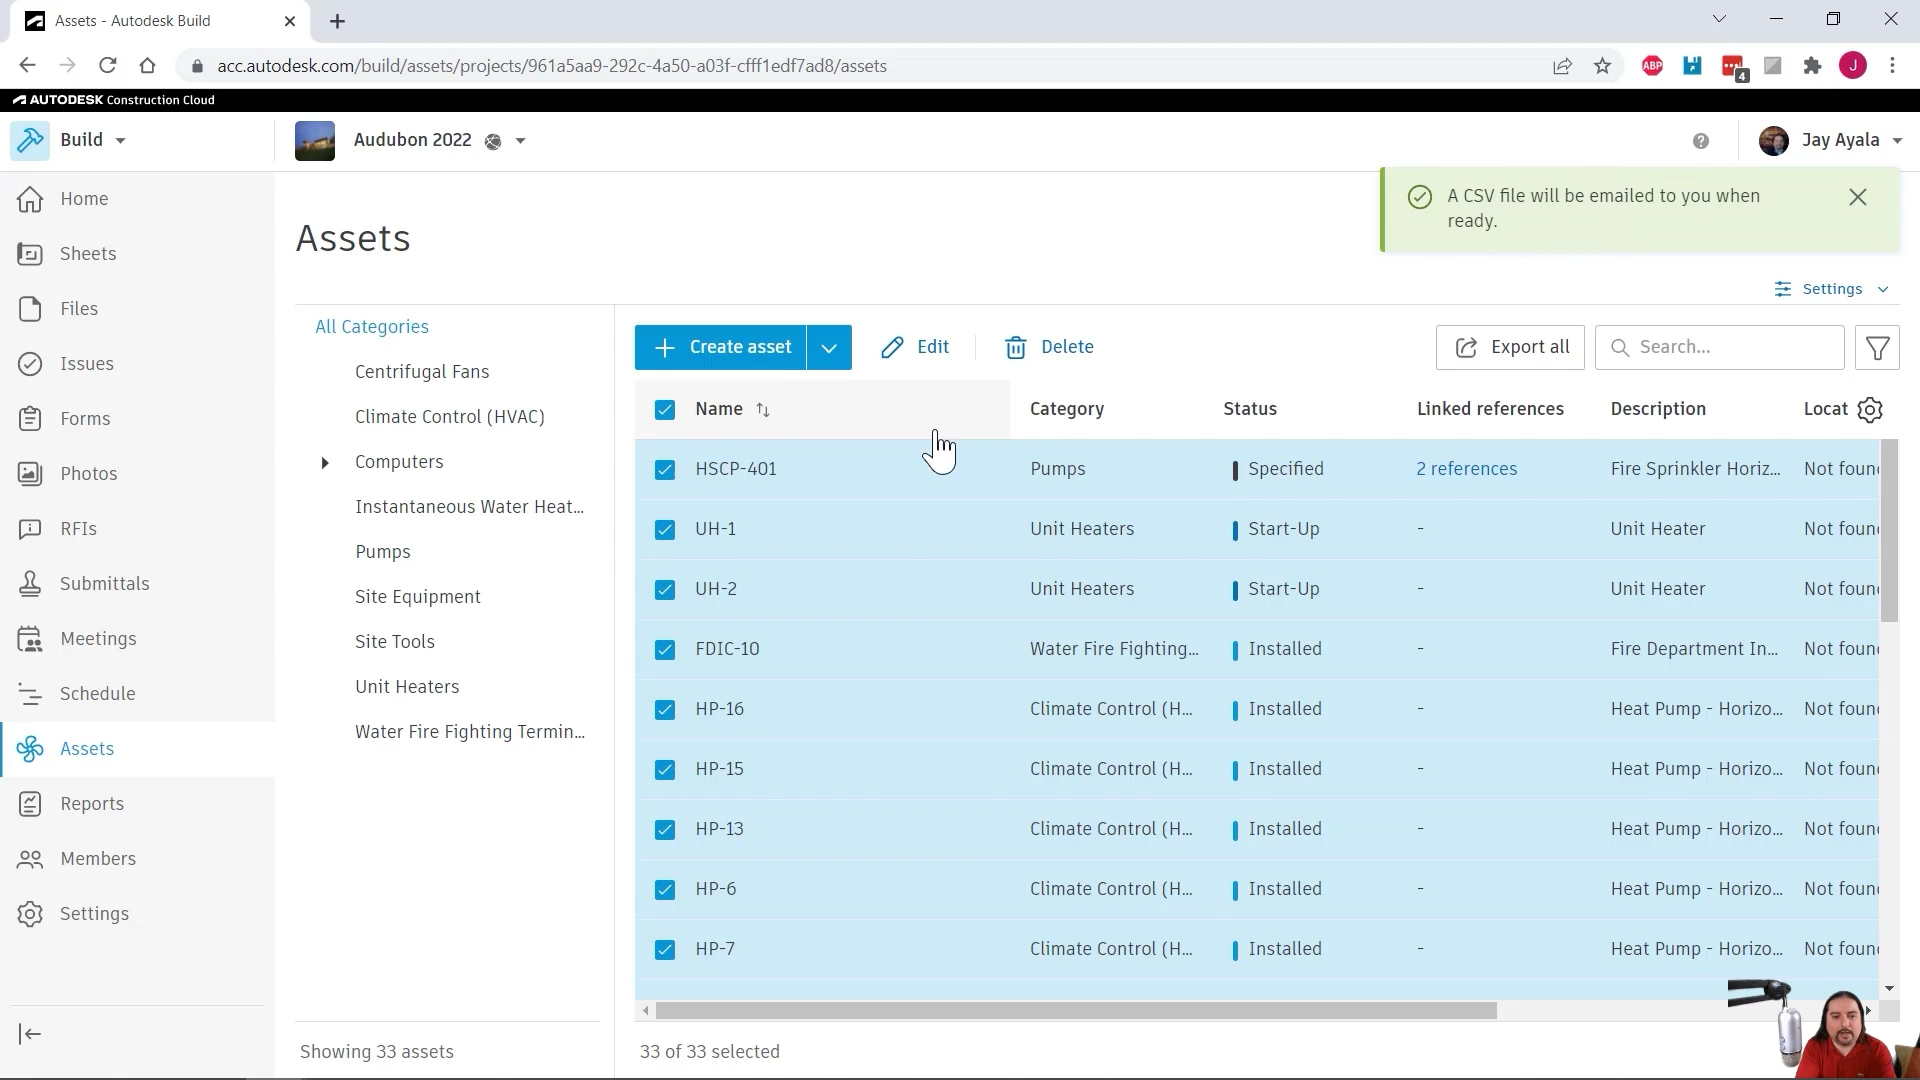 Assets - Autodesk Build
acc.autodesk.com/build/assets/projects/961a5aa9-292c-4a50-a03f-cfff1edf7ad8/assets
ABP
4
J
AUTODESK Construction Cloud
Build
Audubon 2022
Jay Ayala
A CSV file will be emailed to you when
ready.
Home
Sheets
Files
Issues
Forms
Photos
RFIs
Submittals
Meetings
Schedule
Assets
Reports
Members
Settings
Assets
Settings
All Categories
Centrifugal Fans
Climate Control (HVAC)
Computers
Instantaneous Water Heat...
Pumps
Site Equipment
Site Tools
Unit Heaters
Water Fire Fighting Termin...
Showing 33 assets
Create asset
Edit
Delete
Export all
Search...
Name Category Status Linked references Description Locat
HSCP-401 Pumps Specified 2 references Fire Sprinkler Horiz... Not foun
UH-1 Unit Heaters Start-Up - Unit Heater Not foun
UH-2 Unit Heaters Start-Up - Unit Heater Not foun
FDIC-10 Water Fire Fighting... Installed - Fire Department In... Not foun
HP-16 Climate Control (H... Installed - Heat Pump - Horizo... Not foun
HP-15 Climate Control (H... Installed - Heat Pump - Horizo... Not foun
HP-13 Climate Control (H... Installed - Heat Pump - Horizo... Not foun
HP-6 Climate Control (H... Installed - Heat Pump - Horizo... Not foun
HP-7 Climate Control (H... Installed - Heat Pump - Horizo... Not foun
33 of 33 selected